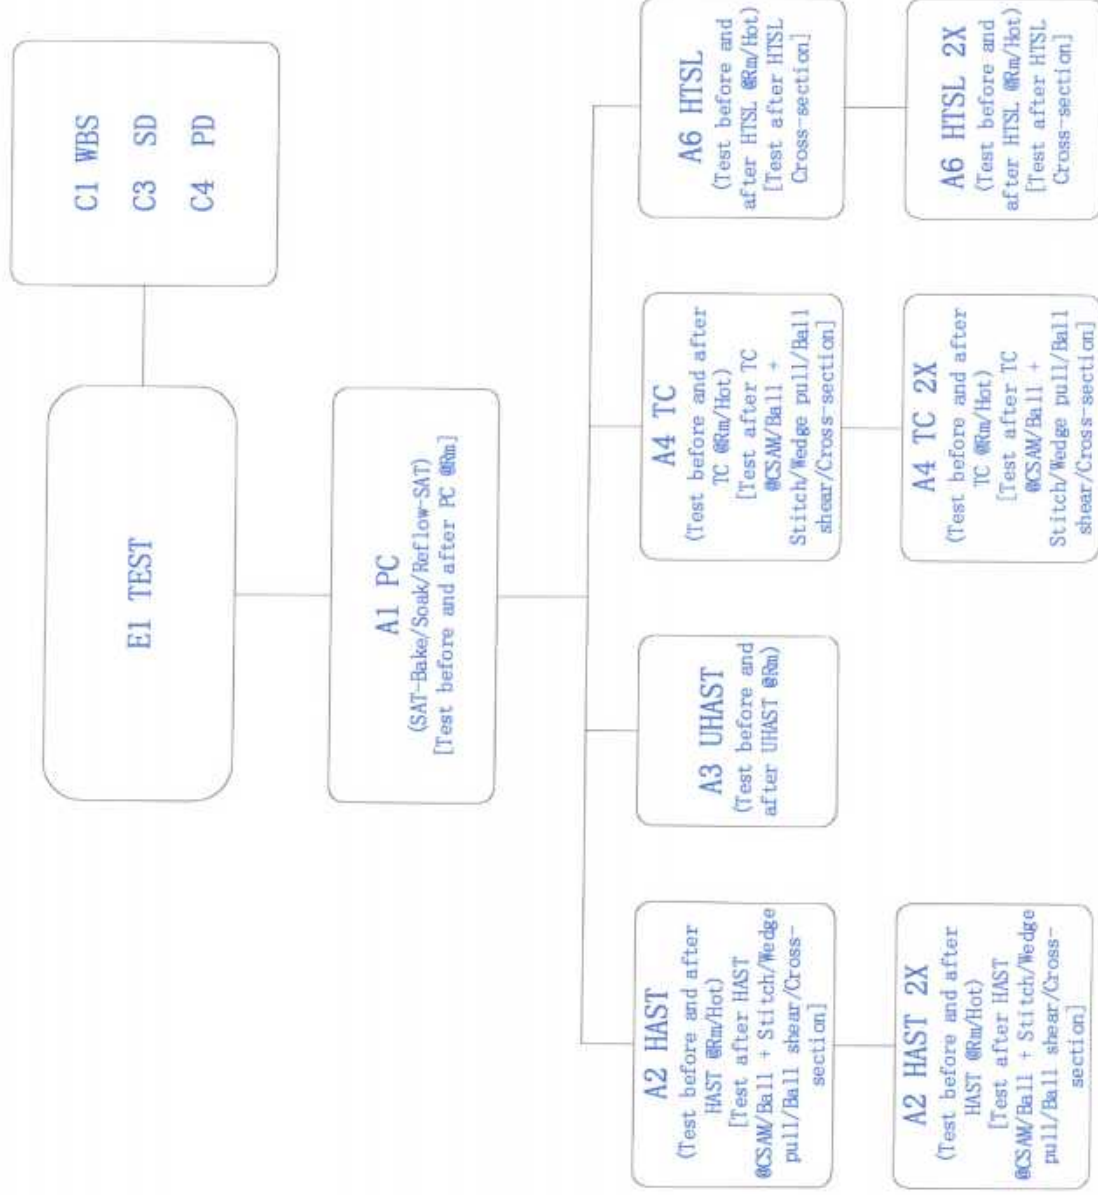 E1 TEST
C1 WBS
C3 SD
C4 PD
A1 PC
(SAT-Bake/Soak/Reflow-SAT)
[Test before and after PC @Rm]
A2 HAST
(Test before and after
HAST @Rm/Hot)
[Test after HAST
@CSAM/Ball + Stitch/Wedge
pull/Ball shear/Cross-
section]
A3 UHAST
(Test before and
after UHAST @Rm)
A4 TC
(Test before and after
TC @Rm/Hot)
[Test after TC
@CSAM/Ball +
Stitch/Wedge pull/Ball
shear/Cross-section]
A6 HTSL
(Test before and
after HTSL @Rm/Hot)
[Test after HTSL
Cross-section]
A2 HAST 2X
(Test before and after
HAST @Rm/Hot)
[Test after HAST
@CSAM/Ball + Stitch/Wedge
pull/Ball shear/Cross-
section]
A4 TC 2X
(Test before and after
TC @Rm/Hot)
[Test after TC
@CSAM/Ball +
Stitch/Wedge pull/Ball
shear/Cross-section]
A6 HTSL 2X
(Test before and
after HTSL @Rm/Hot)
[Test after HTSL
Cross-section]